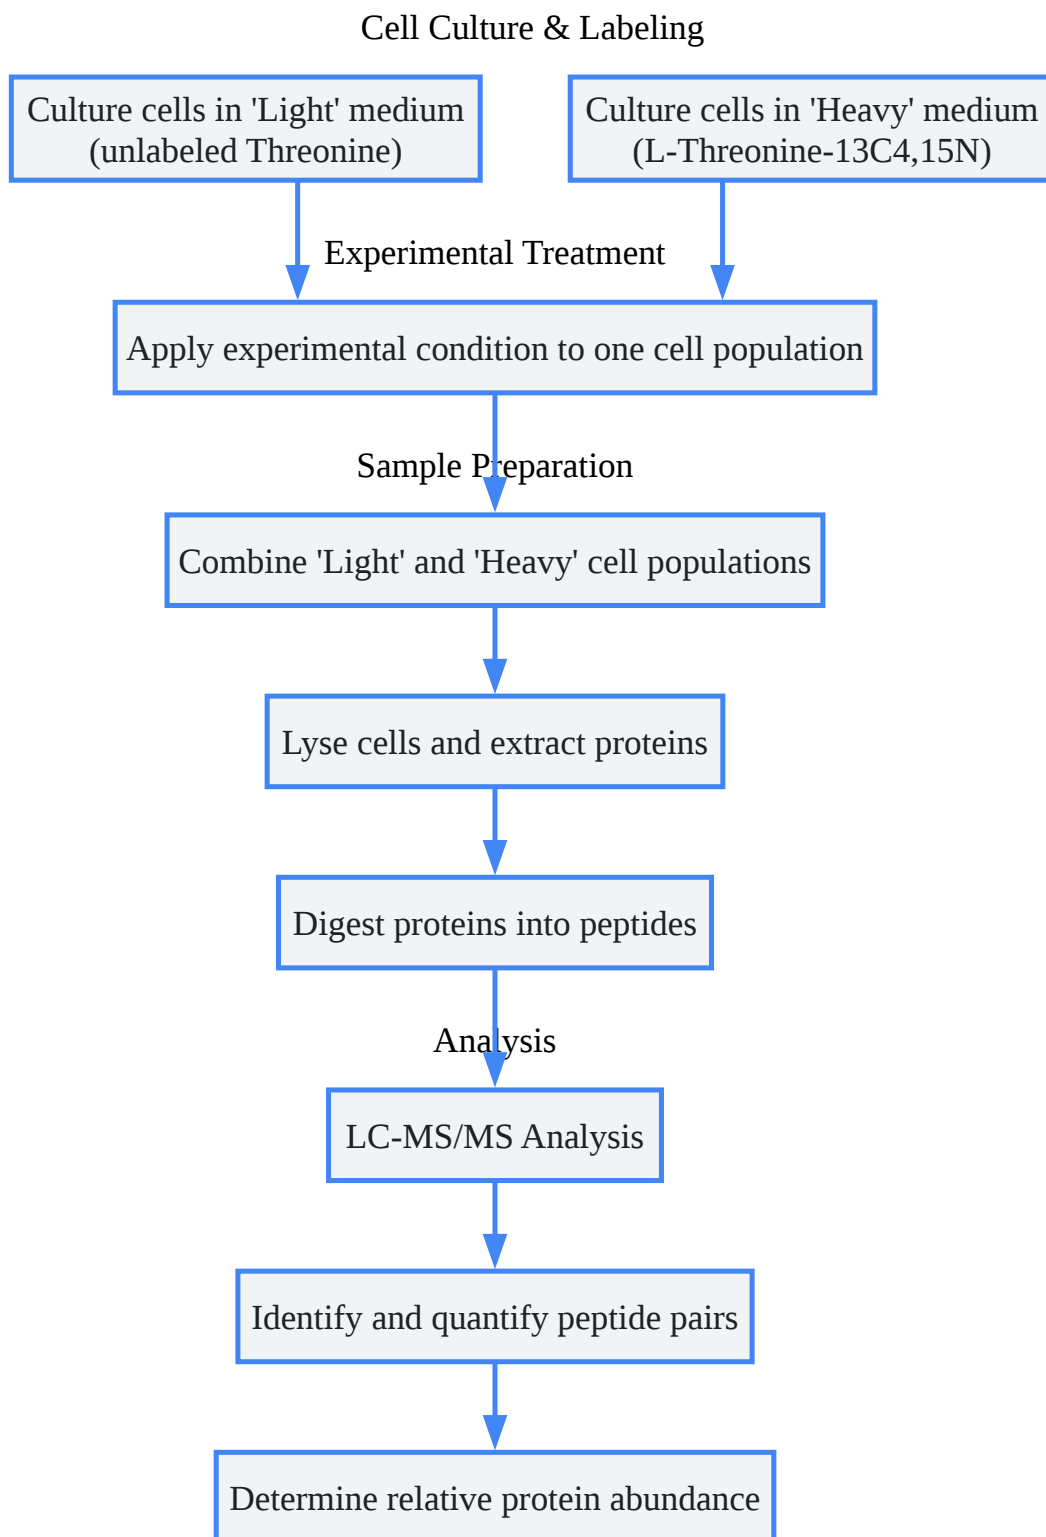 Cell Culture & Labeling
Culture cells in 'Light' medium
(unlabeled Threonine)
Culture cells in 'Heavy' medium
(L-Threonine-13C4,15N)
Experimental Treatment
Apply experimental condition to one cell population
Sample Preparation
Combine 'Light' and 'Heavy' cell populations
Lyse cells and extract proteins
Digest proteins into peptides
Analysis
LC-MS/MS Analysis
Identify and quantify peptide pairs
Determine relative protein abundance